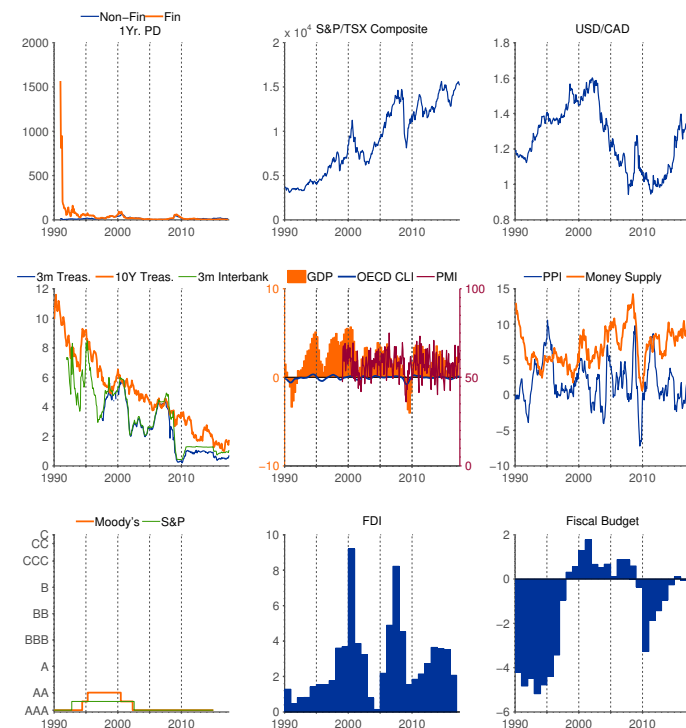 Non-Fin Fin
1Yr. PD
2000
1500
1000
500
0
1990 2000 2010
S&P/TSX Composite
2 x 10^4
1.5
1
0.5
0
1990 2000 2010
USD/CAD
1.8
1.6
1.4
1.2
1
0.8
1990 2000 2010
3m Treas. 10Y Treas. 3m Interbank
12
10
8
6
4
2
0
1990 2000 2010
GDP OECD CLI PMI
10
0
-10
100
50
0
1990 2000 2010
PPI Money Supply
15
10
5
0
-5
-10
1990 2000 2010
Moody's S&P
C
CC
CCC
B
BB
BBB
A
AA
AAA
1990 2000 2010
FDI
10
8
6
4
2
0
1990 2000 2010
Fiscal Budget
2
0
-2
-4
-6
1990 2000 2010